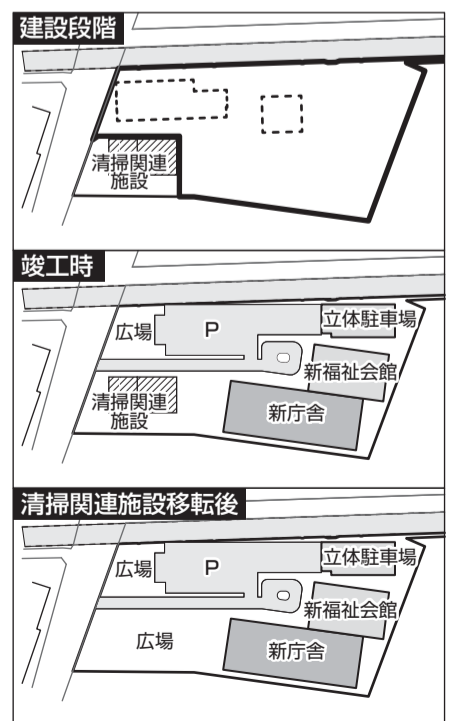 建設段階
清掃関連
施設
竣工時
広場
P
立体駐車場
新福祉会館
清掃関連
施設
新庁舎
清掃関連施設移転後
広場
P
立体駐車場
新福祉会館
広場
新庁舎